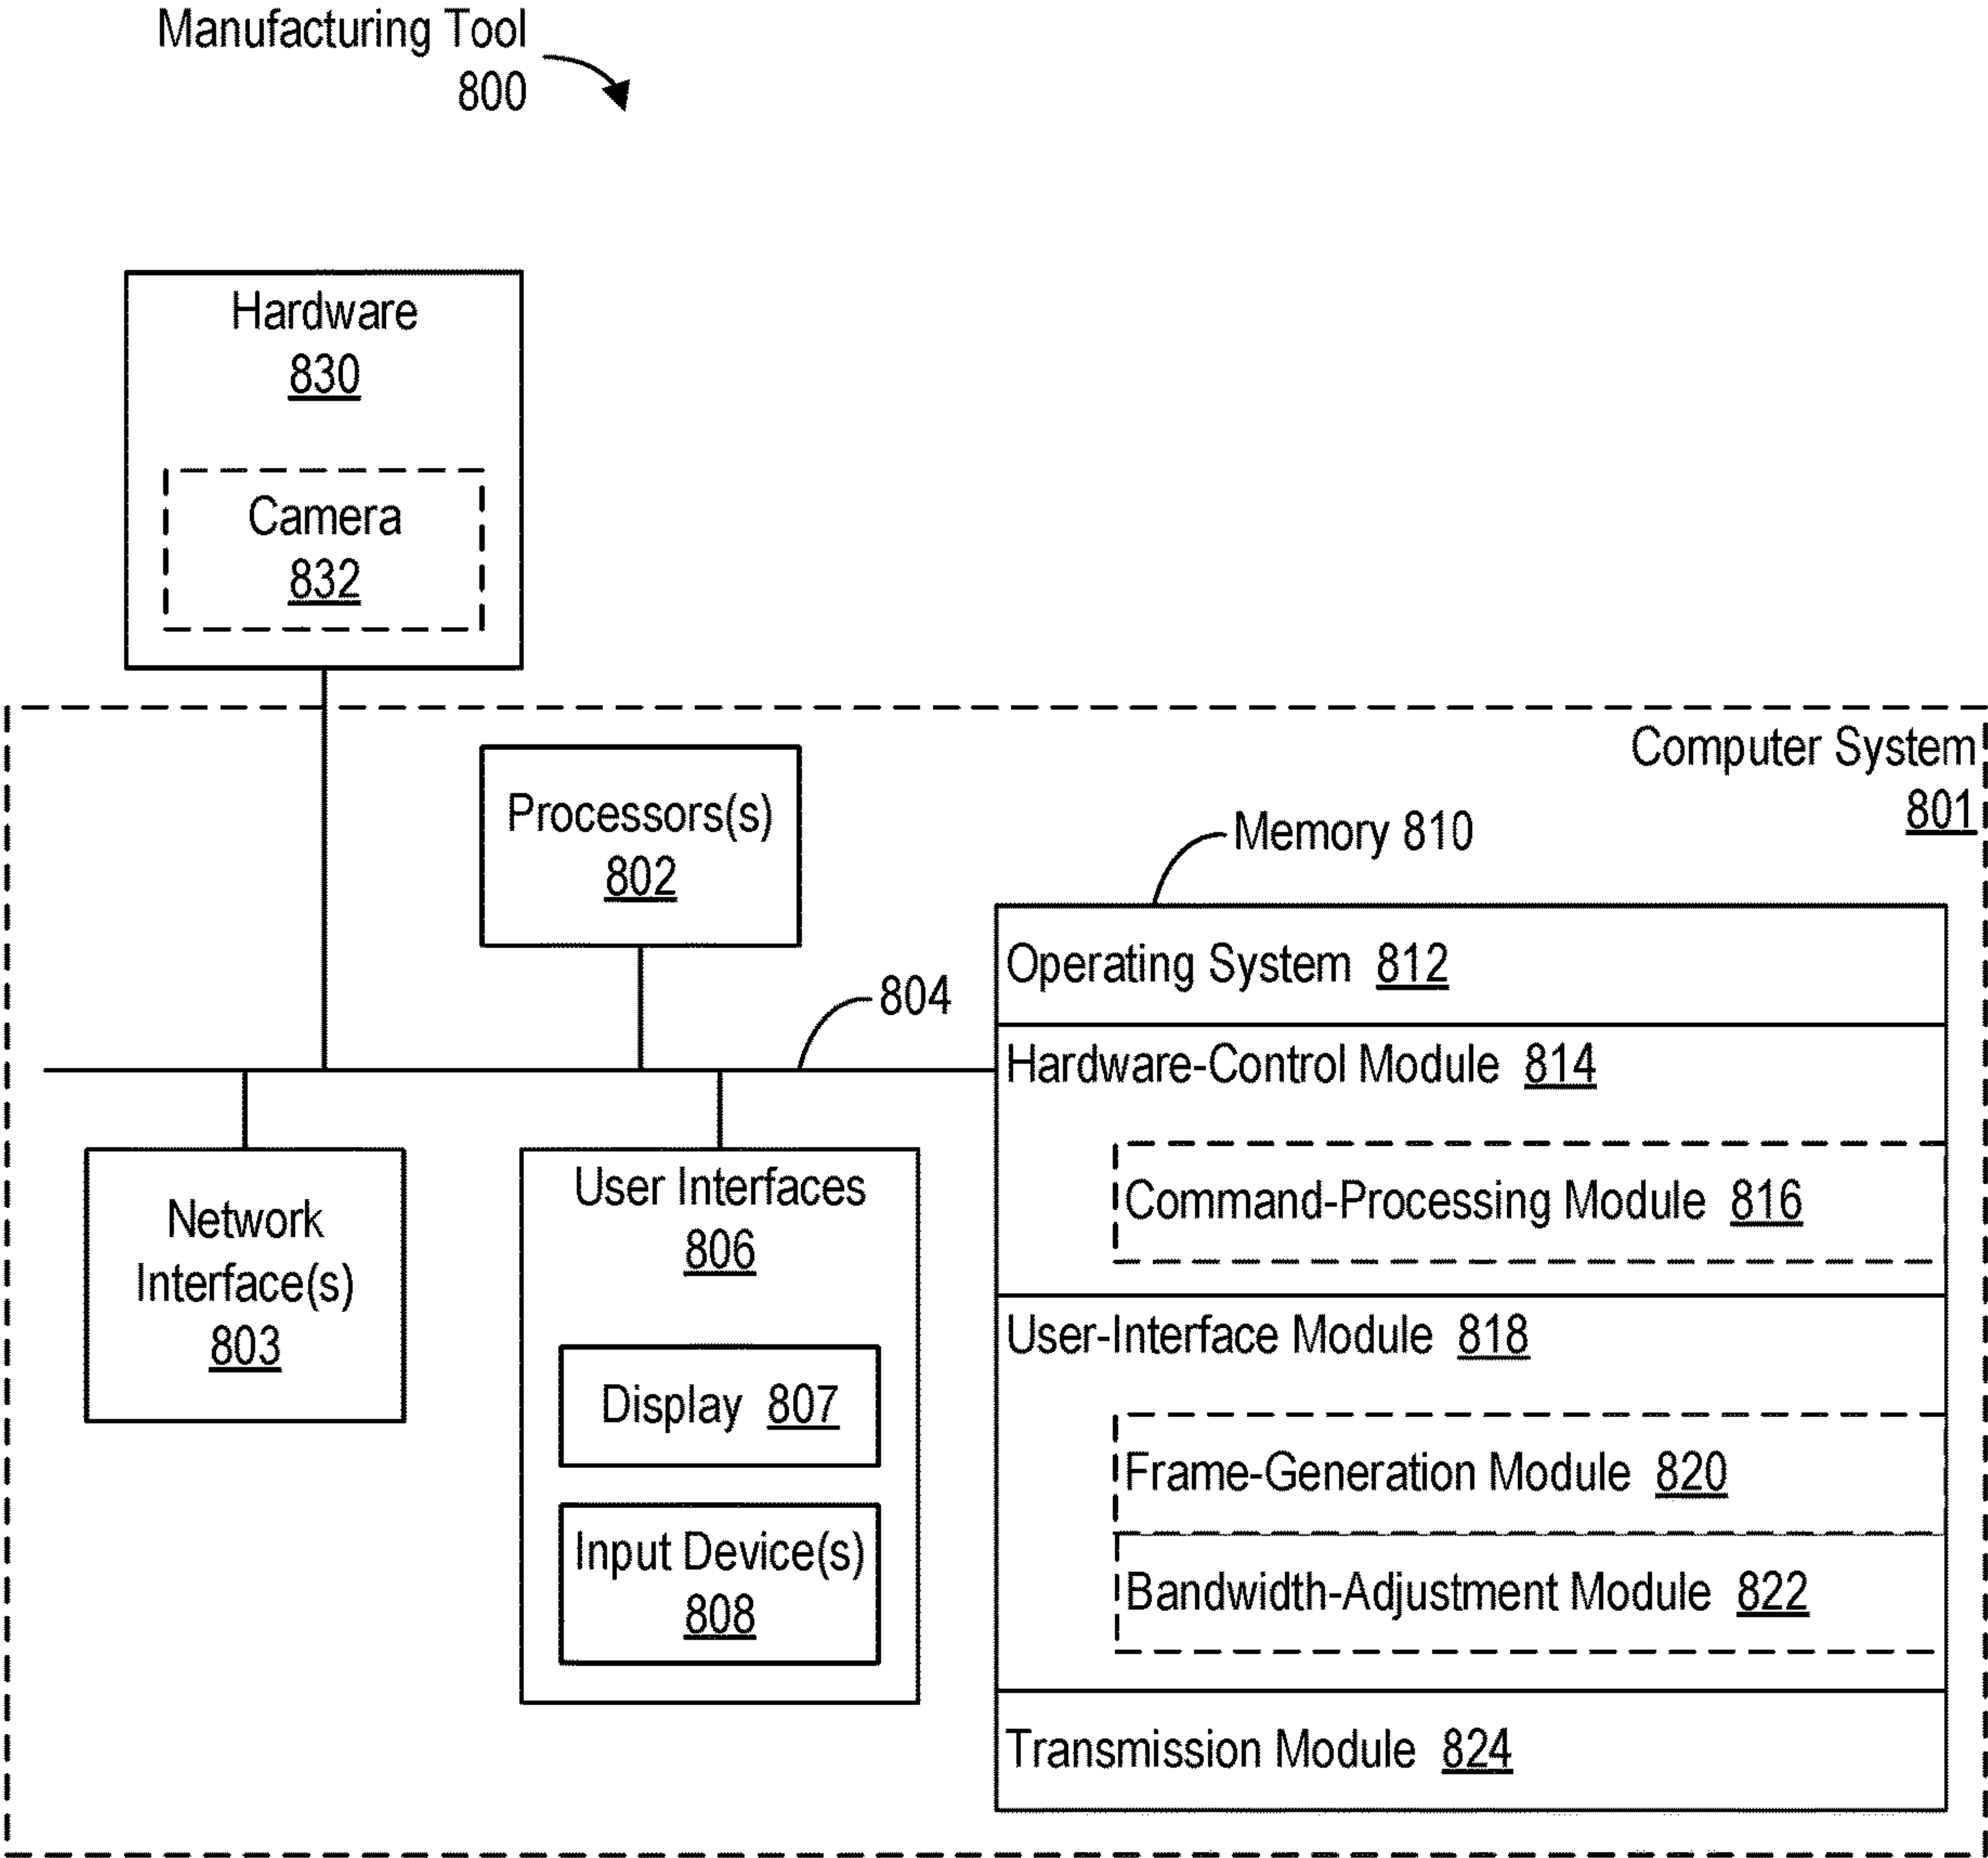 Manufacturing Tool
800
Hardware
830
Camera
832
Computer System
801
Processors(s)
802
Memory 810
804
Operating System 812
Hardware-Control Module 814
Command-Processing Module 816
Network
Interface(s)
803
User Interfaces
806
Display 807
Input Device(s)
808
User-Interface Module 818
Frame-Generation Module 820
Bandwidth-Adjustment Module 822
Transmission Module 824